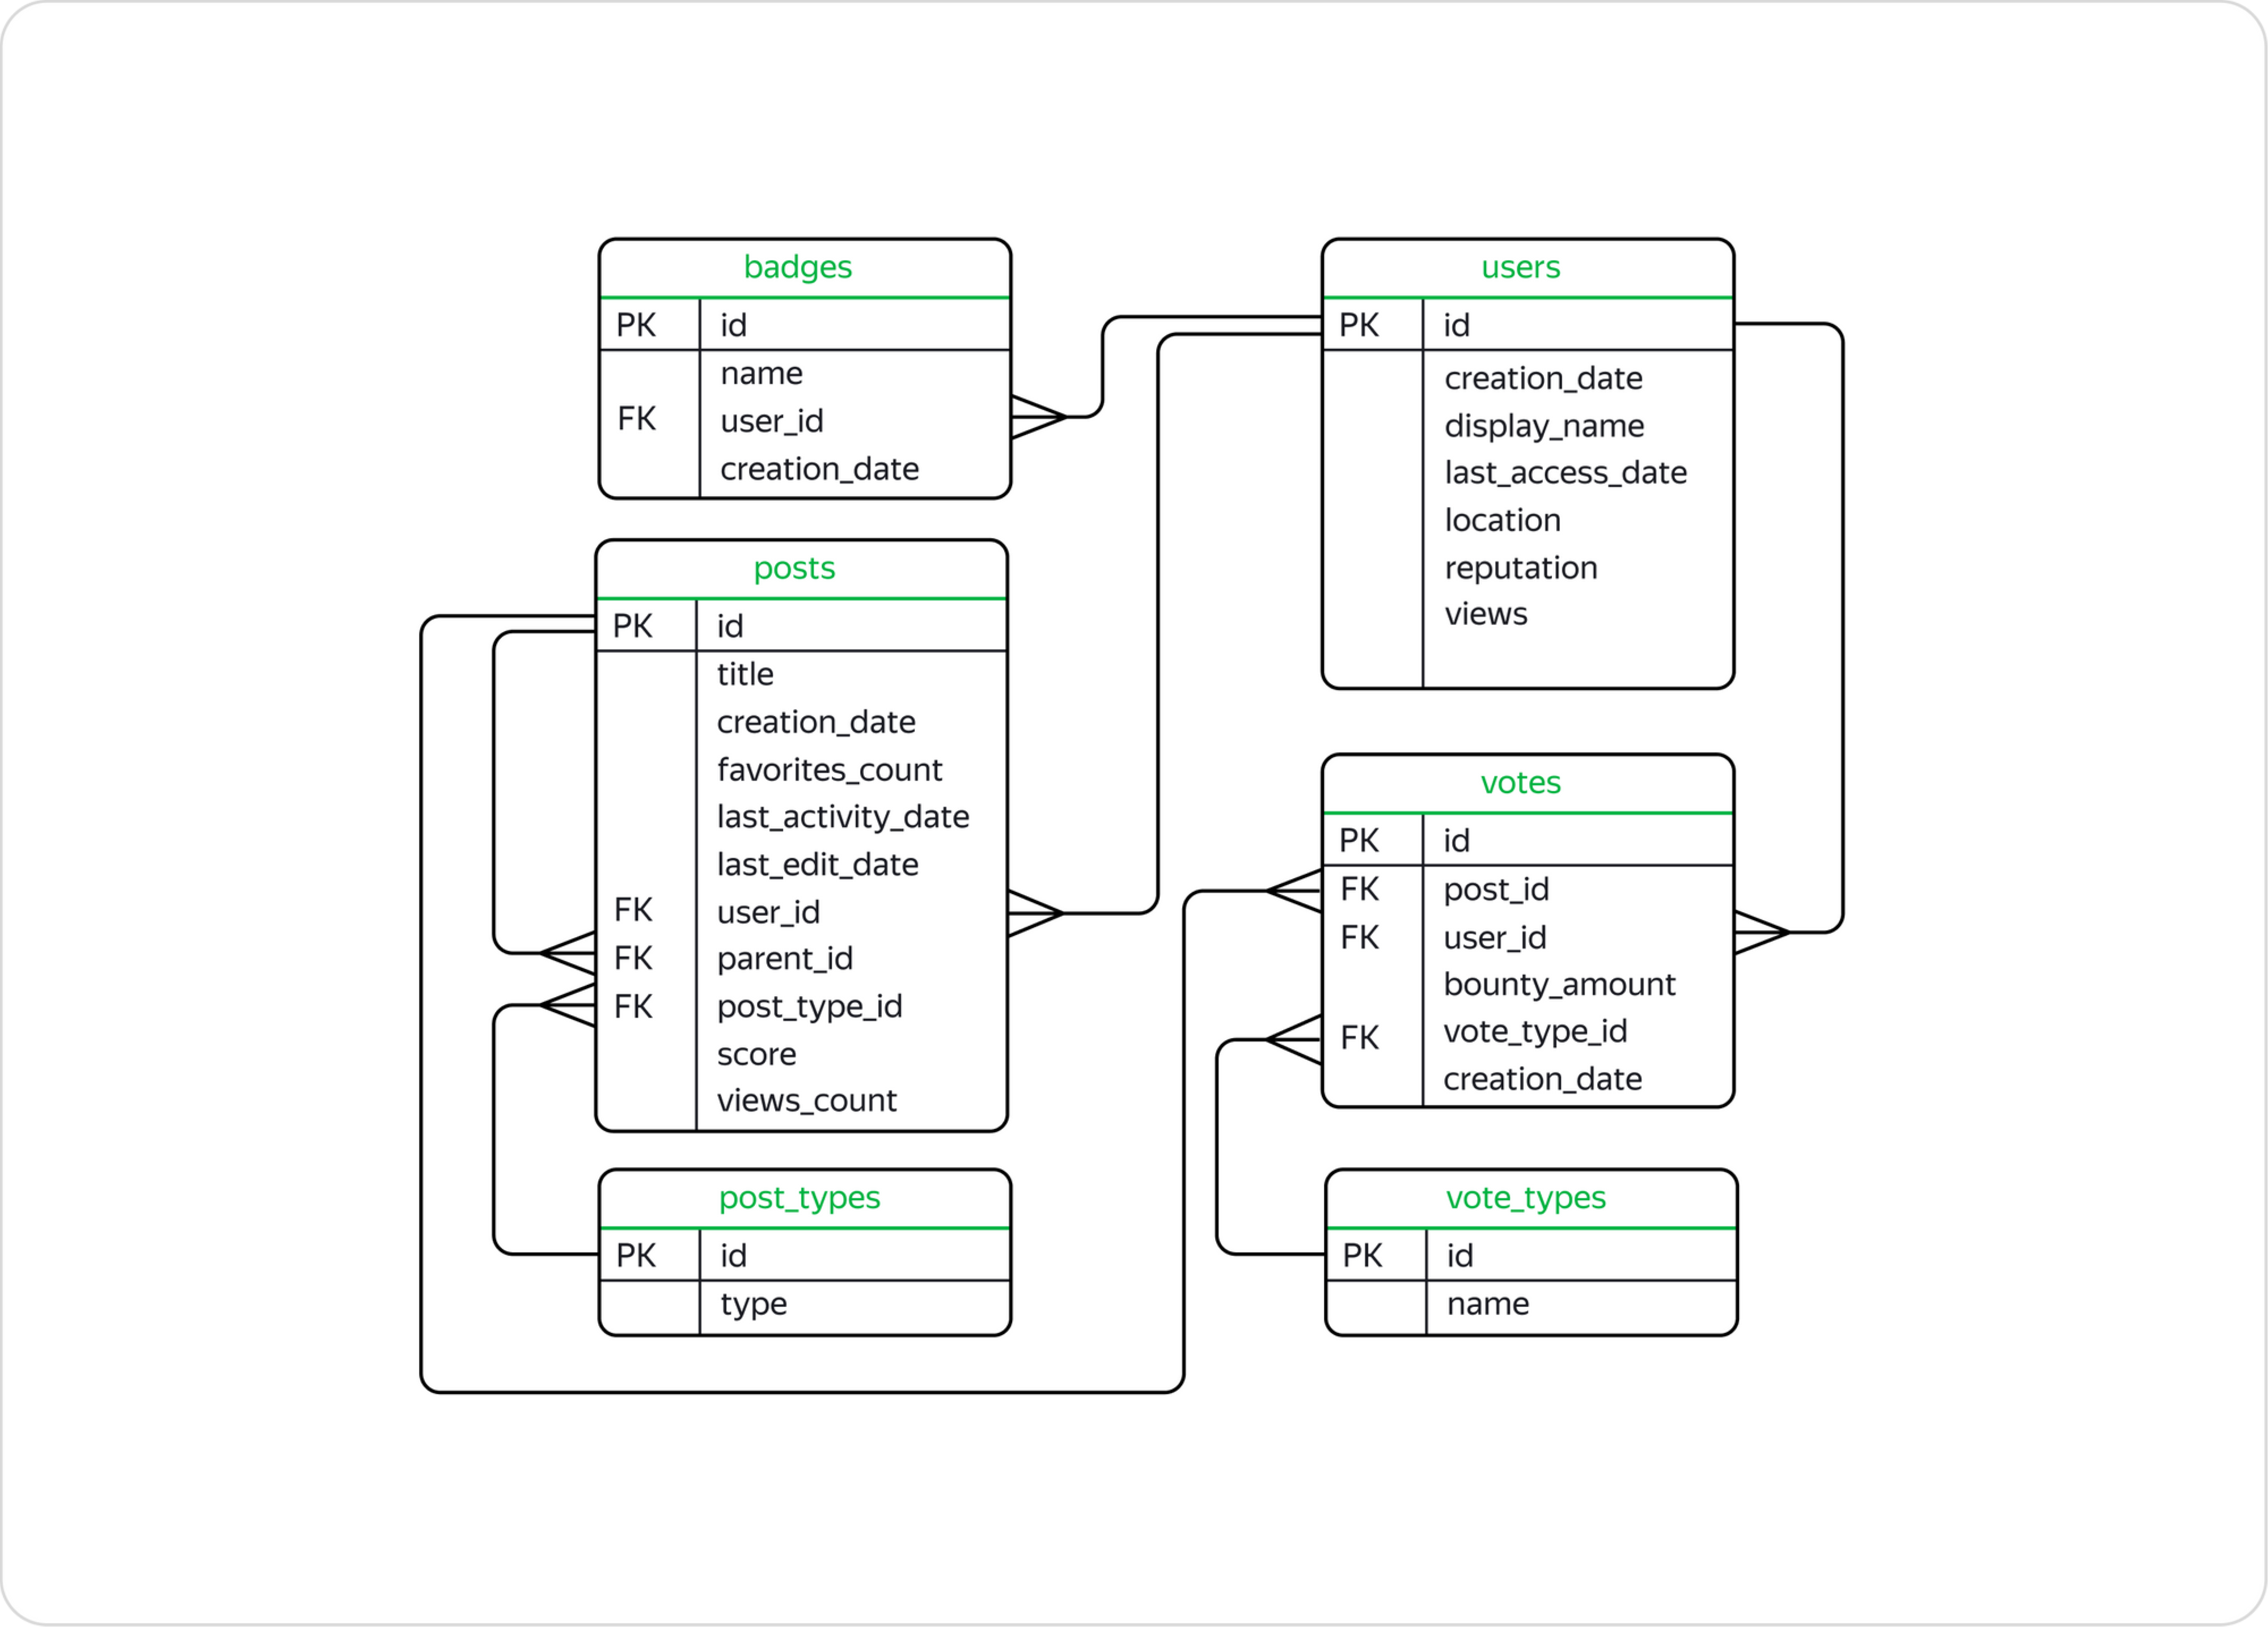 badges
PK id
name
FK user_id
creation_date
users
PK id
creation_date
display_name
last_access_date
location
reputation
views
posts
PK id
title
creation_date
favorites_count
last_activity_date
last_edit_date
FK user_id
FK parent_id
FK post_type_id
score
views_count
votes
PK id
FK post_id
FK user_id
bounty_amount
FK vote_type_id
creation_date
post_types
PK id
type
vote_types
PK id
name